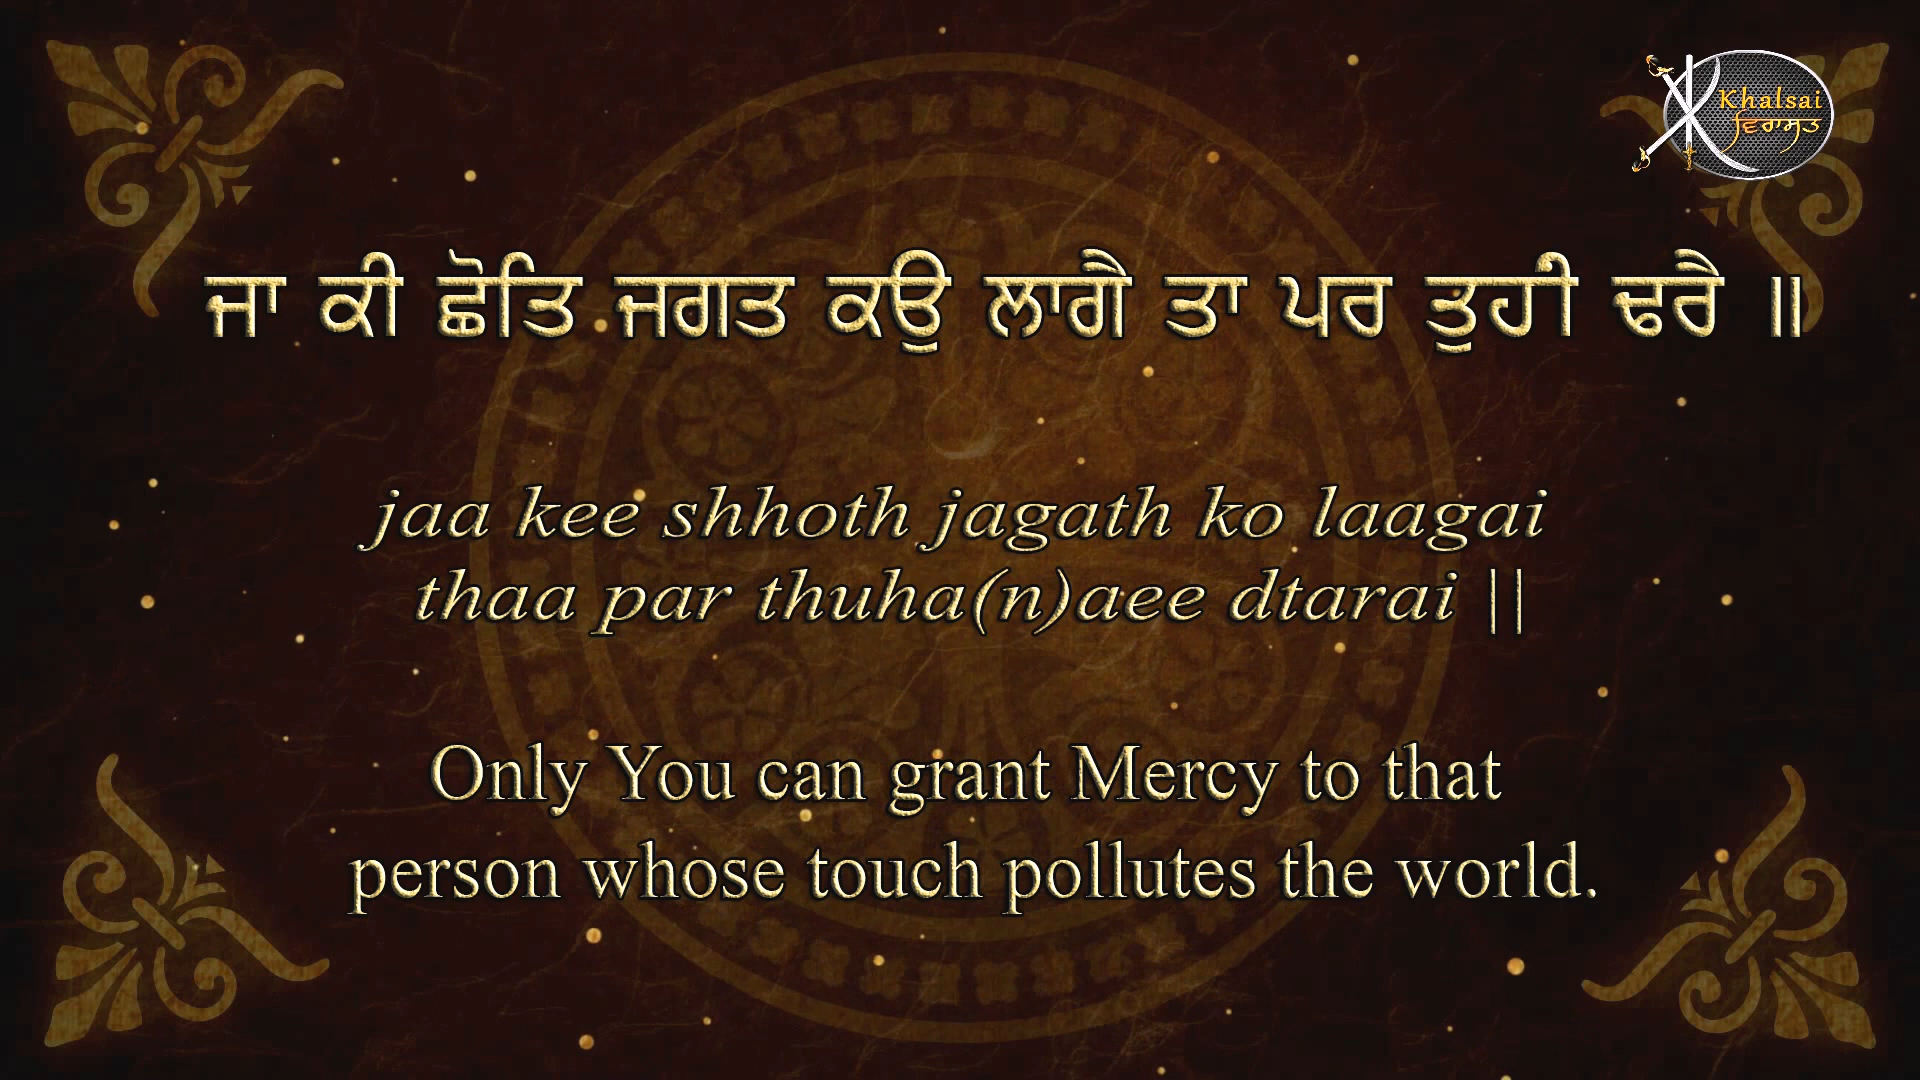 Khalsai
ਵਿਰਾਸਤ
ਜਾ ਕੀ ਛੋਤਿ ਜਗਤ ਕਉ ਲਾਗੈ ਤਾ ਪਰ ਤੁਹੀਂ ਢਰੈ ॥
jaa kee shhoth jagath ko laagai
thaa par thuha(n)aee dtarai ||
Only You can grant Mercy to that
person whose touch pollutes the world.